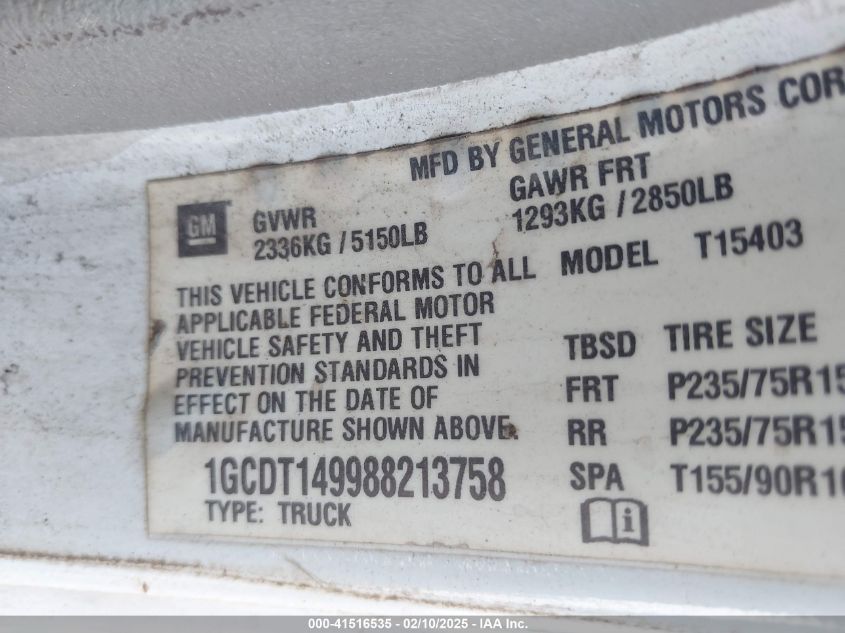 MFD BY GENERAL MOTORS COR
GM
GVWR
2336KG / 5150LB
GAWR FRT
1293KG / 2850LB
THIS VEHICLE CONFORMS TO ALL
APPLICABLE FEDERAL MOTOR
VEHICLE SAFETY AND THEFT
PREVENTION STANDARDS IN
EFFECT ON THE DATE OF
MANUFACTURE SHOWN ABOVE.
1GCDT149988213758
TYPE: TRUCK
MODEL T15403
TBSD TIRE SIZE
FRT P235/75R15
RR P235/75R15
SPA T155/90R16
i
000-41516535 - 02/10/2025 - IAA Inc.